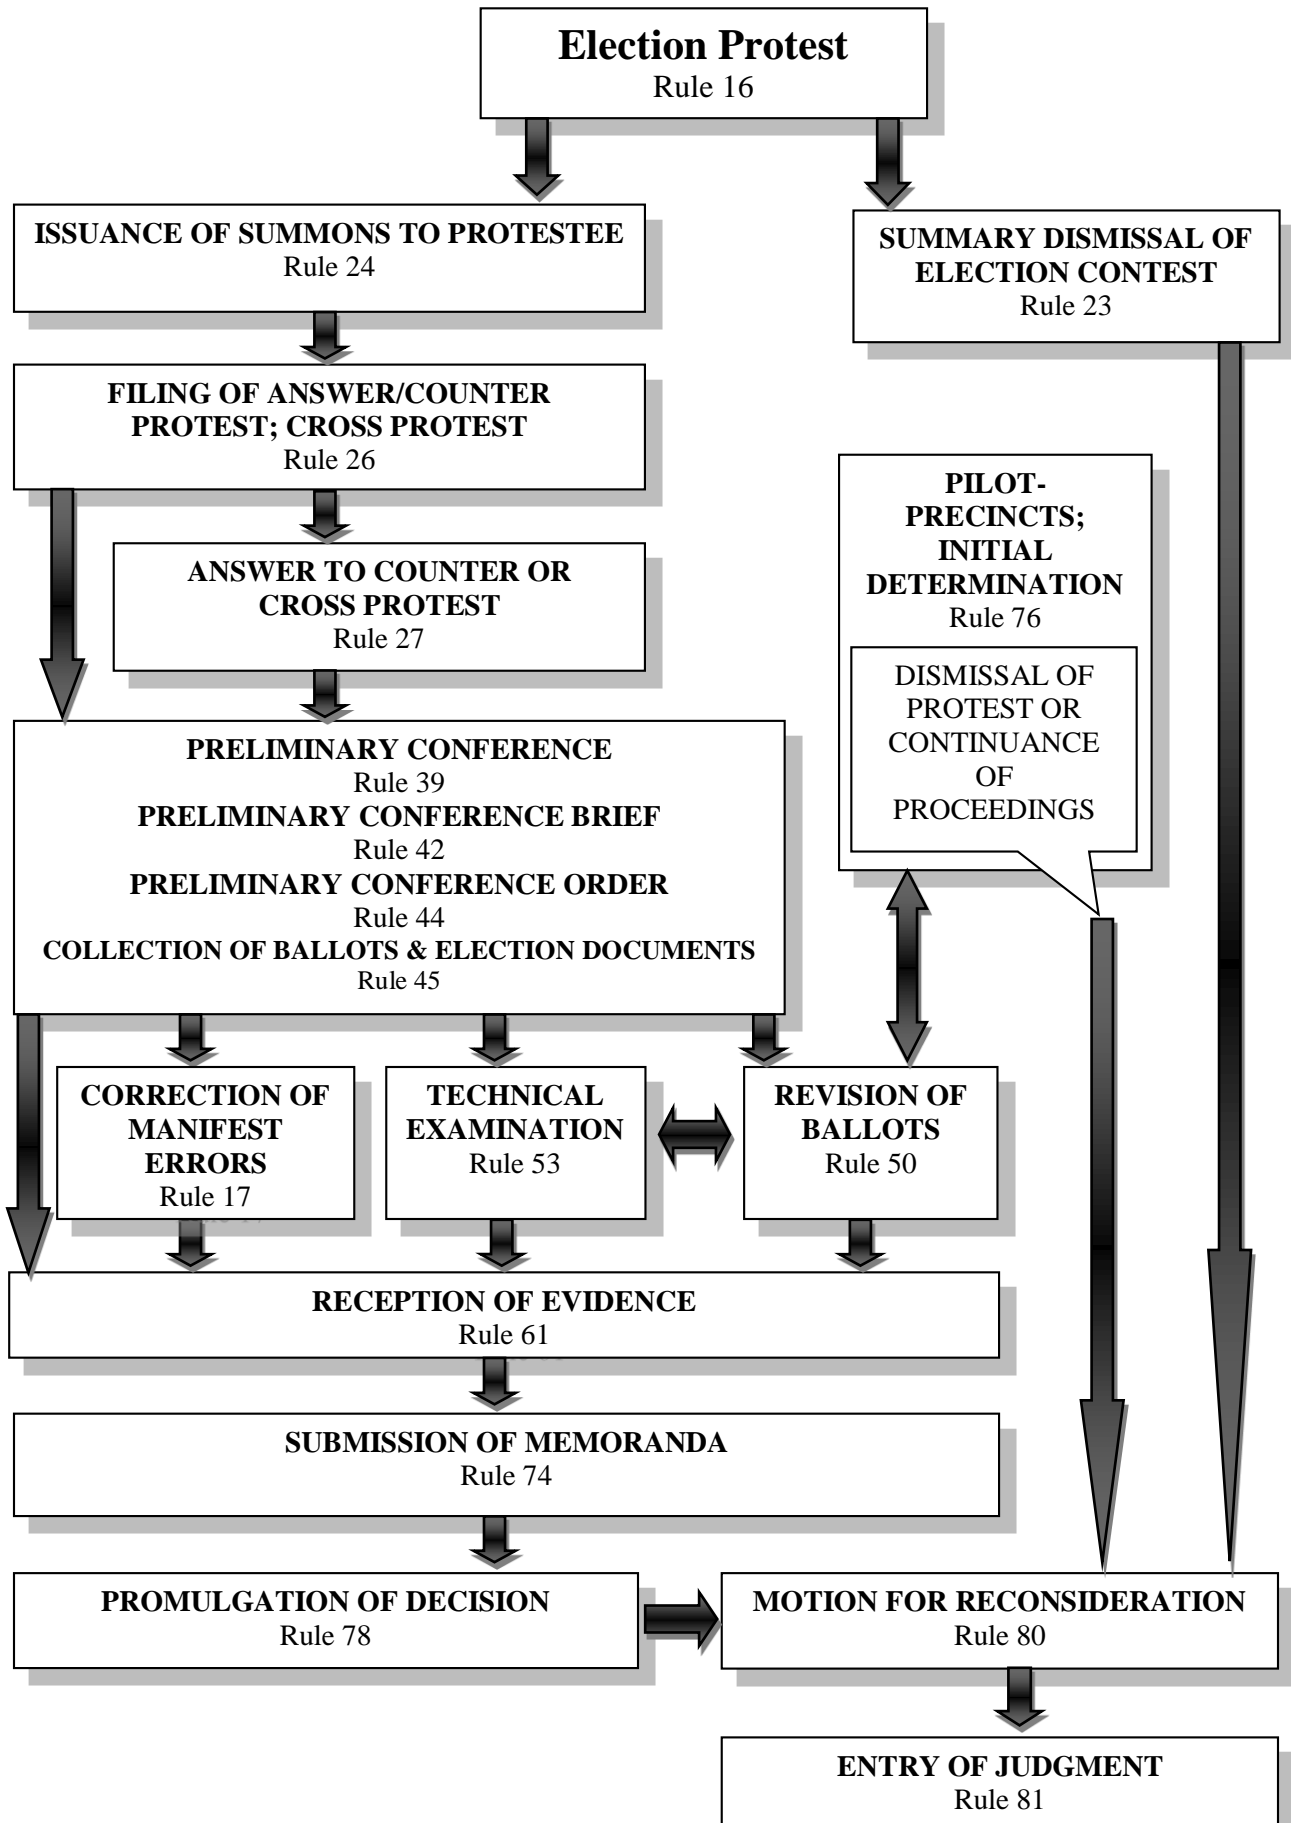 Election Protest
Rule 16
ISSUANCE OF SUMMONS TO PROTESTEE
Rule 24
SUMMARY DISMISSAL OF
ELECTION CONTEST
Rule 23
FILING OF ANSWER/COUNTER
PROTEST; CROSS PROTEST
Rule 26
PILOT-
PRECINCTS;
INITIAL
DETERMINATION
Rule 76
DISMISSAL OF
PROTEST OR
CONTINUANCE
OF
PROCEEDINGS
ANSWER TO COUNTER OR
CROSS PROTEST
Rule 27
PRELIMINARY CONFERENCE
Rule 39
PRELIMINARY CONFERENCE BRIEF
Rule 42
PRELIMINARY CONFERENCE ORDER
Rule 44
COLLECTION OF BALLOTS & ELECTION DOCUMENTS
Rule 45
CORRECTION OF
MANIFEST
ERRORS
Rule 17
TECHNICAL
EXAMINATION
Rule 53
REVISION OF
BALLOTS
Rule 50
RECEPTION OF EVIDENCE
Rule 61
SUBMISSION OF MEMORANDA
Rule 74
PROMULGATION OF DECISION
Rule 78
MOTION FOR RECONSIDERATION
Rule 80
ENTRY OF JUDGMENT
Rule 81